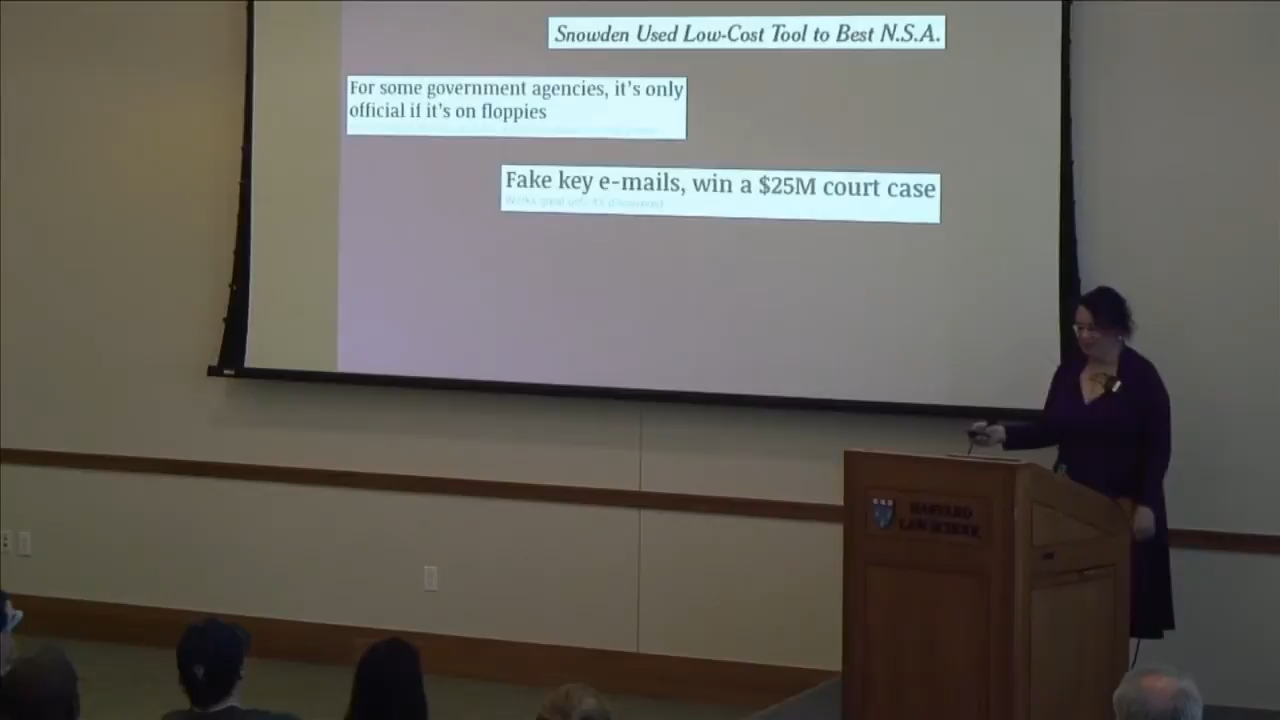 Snowden Used Low-Cost Tool to Best N.S.A.
For some government agencies, it's only
official if it's on floppies
Fake key e-mails, win a $25M court case
HARVARD
LAW SCHOOL